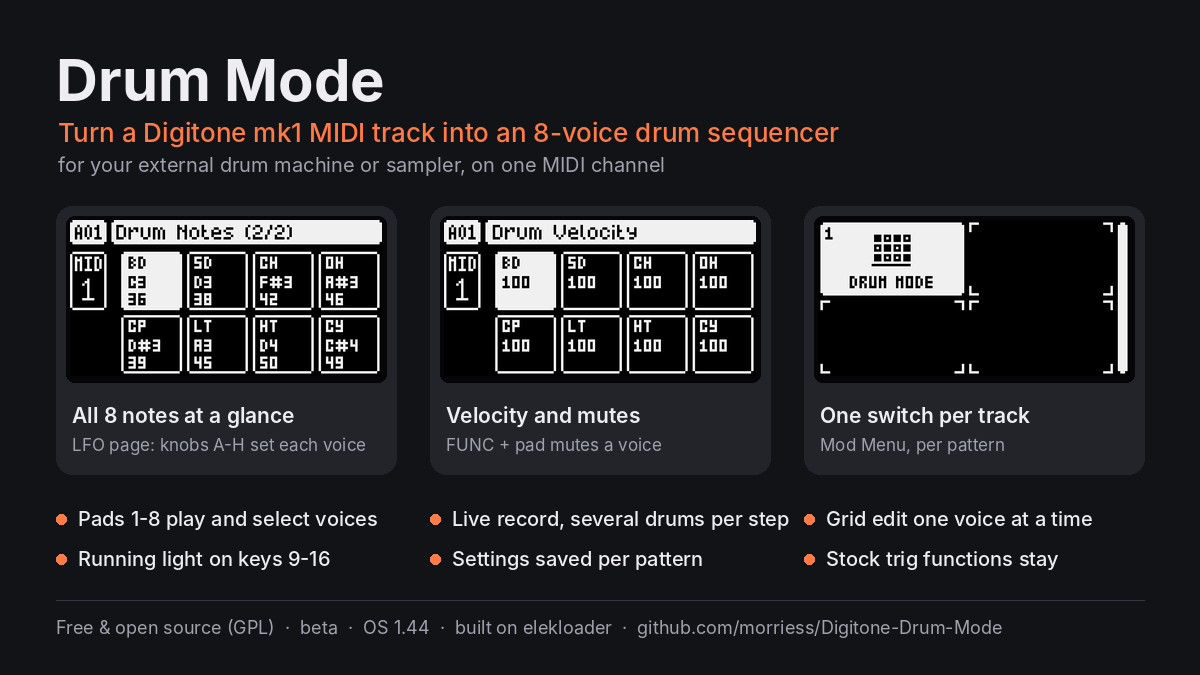 Drum Mode
Turn a Digitone mk1 MIDI track into an 8-voice drum sequencer
for your external drum machine or sampler, on one MIDI channel
A01 Drum Notes (2/2)
MID BD SD CH OH
1 C3 D3 F#3 A#3
36 38 42 46
CP LT HT CY
D#3 A3 D4 C#4
39 45 50 49
All 8 notes at a glance
LFO page: knobs A-H set each voice
A01 Drum Velocity
MID BD SD CH OH
1 100 100 100 100
CP LT HT CY
100 100 100 100
Velocity and mutes
FUNC + pad mutes a voice
1
DRUM MODE
One switch per track
Mod Menu, per pattern
Pads 1-8 play and select voices
Live record, several drums per step
Grid edit one voice at a time
Running light on keys 9-16
Settings saved per pattern
Stock trig functions stay
Free & open source (GPL) · beta · OS 1.44 · built on elekloader · github.com/morriess/Digitone-Drum-Mode